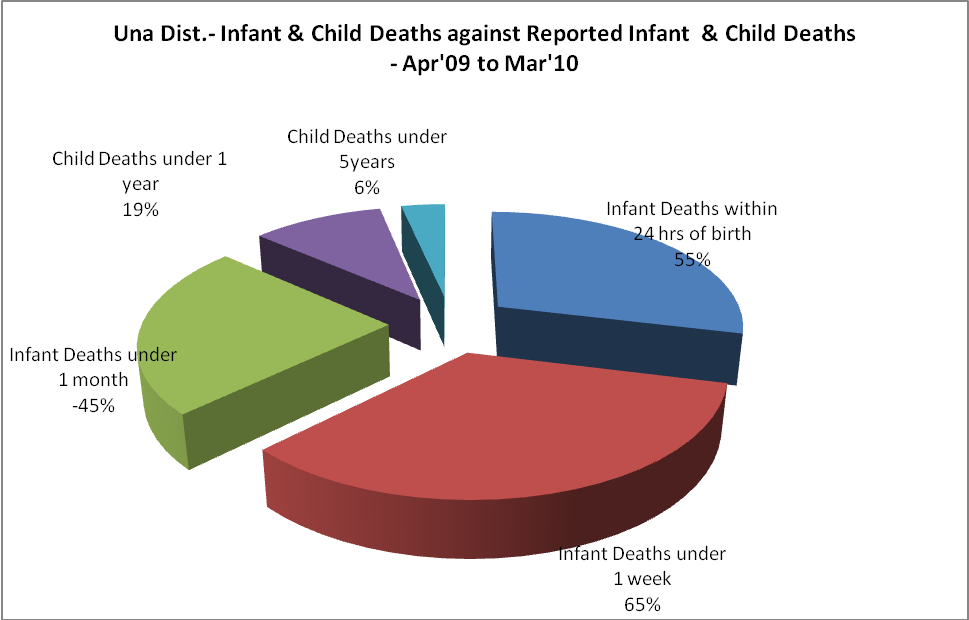 Una Dist.- Infant & Child Deaths against Reported Infant & Child Deaths
- Apr'09 to Mar'10
Child Deaths under
5years
6%
Child Deaths under 1
year
19%
Infant Deaths within
24 hrs of birth
55%
Infant Deaths under
1 month
-45%
Infant Deaths under
1 week
65%